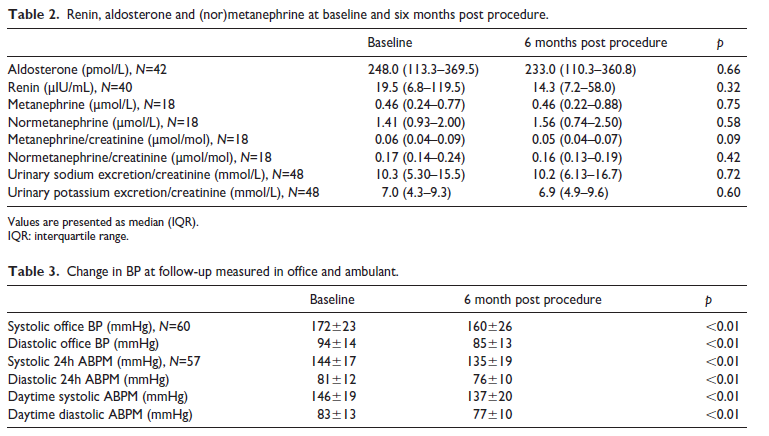 Table 2. Renin, aldosterone and (nor)metanephrine at baseline and six months post procedure.
Baseline 6 months post procedure p
Aldosterone (pmol/L), N=42 248.0 (113.3–369.5) 233.0 (110.3–360.8) 0.66
Renin (µIU/mL), N=40 19.5 (6.8–119.5) 14.3 (7.2–58.0) 0.32
Metanephrine (µmol/L), N=18 0.46 (0.24–0.77) 0.46 (0.22–0.88) 0.75
Normetanephrine (µmol/L), N=18 1.41 (0.93–2.00) 1.56 (0.74–2.50) 0.58
Metanephrine/creatinine (µmol/mol), N=18 0.06 (0.04–0.09) 0.05 (0.04–0.07) 0.09
Normetanephrine/creatinine (µmol/mol), N=18 0.17 (0.14–0.24) 0.16 (0.13–0.19) 0.42
Urinary sodium excretion/creatinine (mmol/L), N=48 10.3 (5.30–15.5) 10.2 (6.13–16.7) 0.72
Urinary potassium excretion/creatinine (mmol/L), N=48 7.0 (4.3–9.3) 6.9 (4.9–9.6) 0.60
Values are presented as median (IQR).
IQR: interquartile range.
Table 3. Change in BP at follow-up measured in office and ambulant.
Baseline 6 month post procedure p
Systolic office BP (mmHg), N=60 172±23 160±26 <0.01
Diastolic office BP (mmHg) 94±14 85±13 <0.01
Systolic 24h ABPM (mmHg), N=57 144±17 135±19 <0.01
Diastolic 24h ABPM (mmHg) 81±12 76±10 <0.01
Daytime systolic ABPM (mmHg) 146±19 137±20 <0.01
Daytime diastolic ABPM (mmHg) 83±13 77±10 <0.01